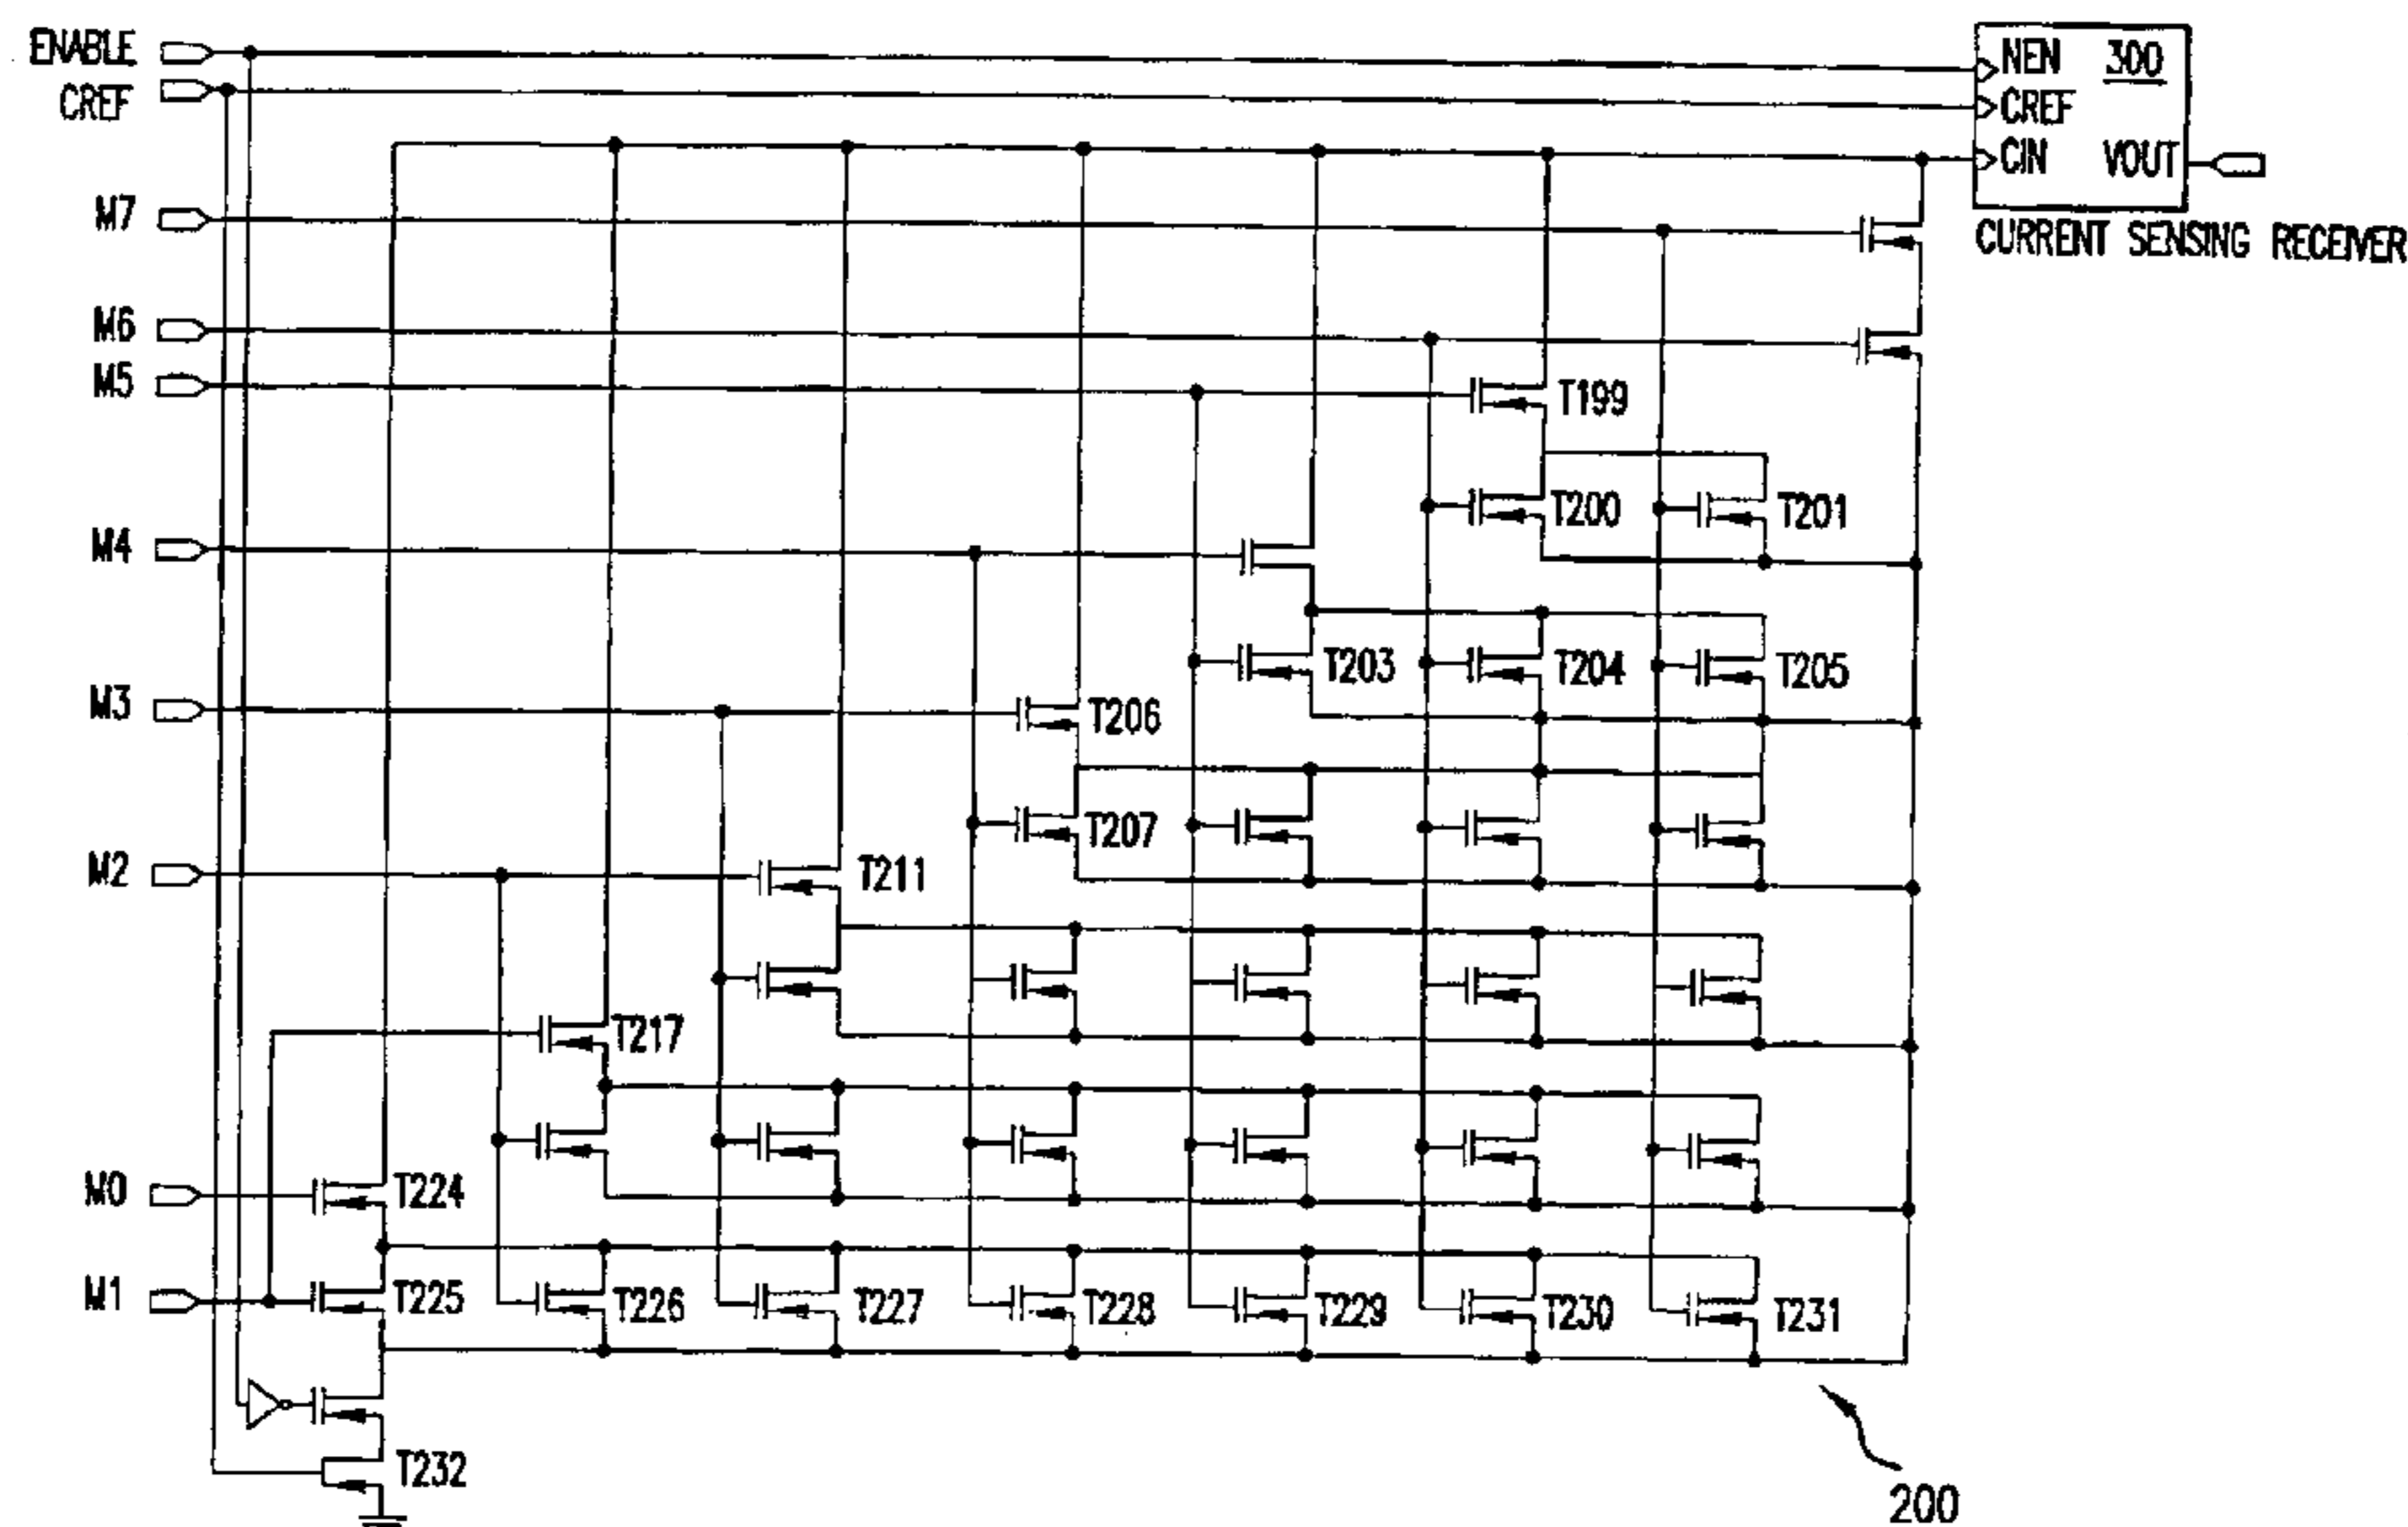 ENABLE
CREF
NEN 300
CREF
CIN VOUT
CURRENT SENSING RECEIVER
M7
M6
M5
T199
T200
T201
M4
T203
T204
T205
M3
T206
T207
M2
T211
T217
M0
T224
M1
T225
T226
T227
T228
T229
T230
T231
T232
200